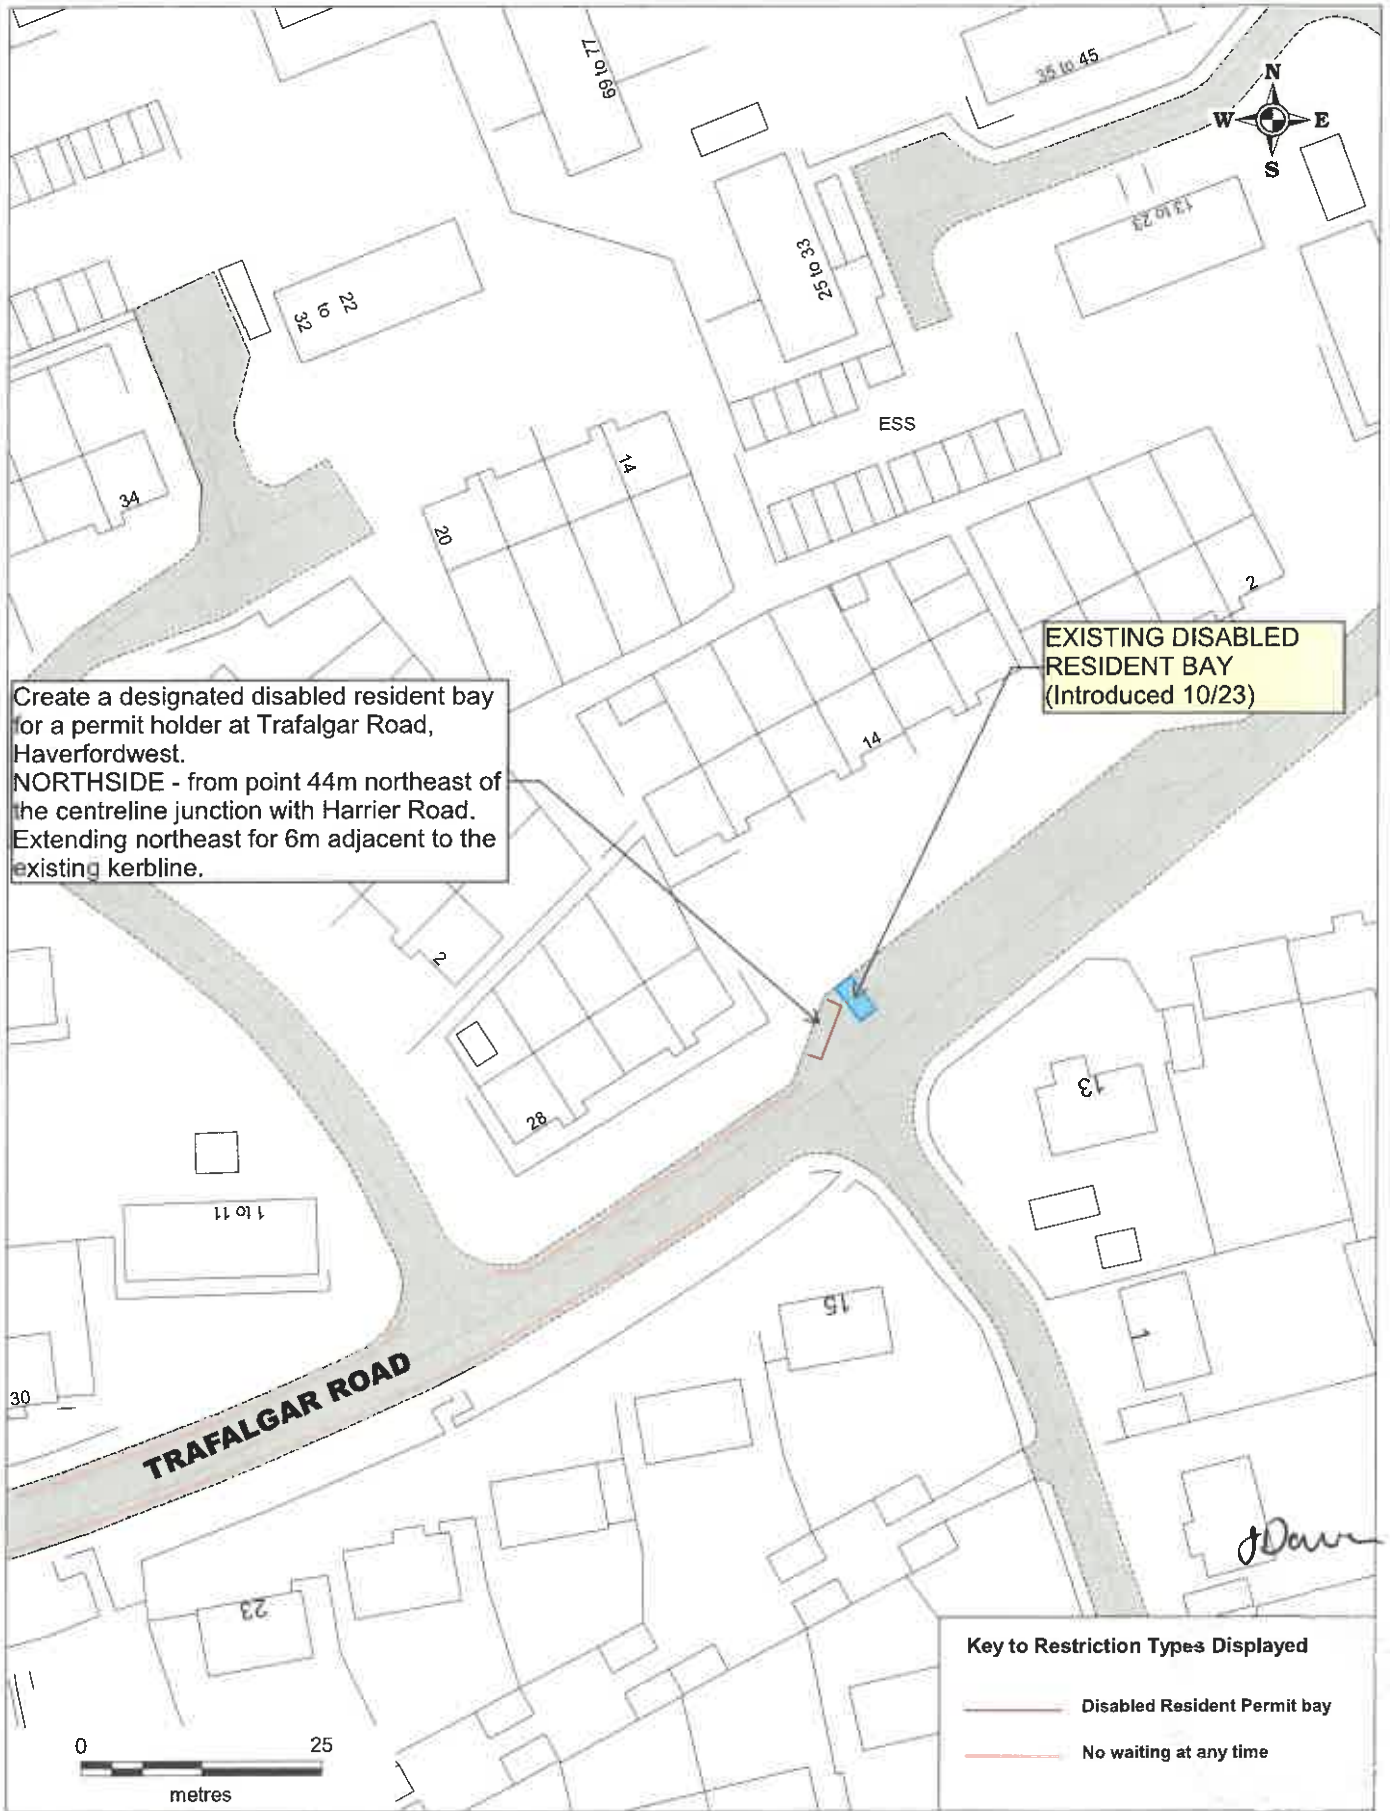 69 to 77
35 to 45
N
W E
S
13 to 23
25 to 33
32 to 22
ESS
14
34
20
2
EXISTING DISABLED
RESIDENT BAY
(Introduced 10/23)
Create a designated disabled resident bay
for a permit holder at Trafalgar Road,
Haverfordwest.
NORTHSIDE - from point 44m northeast of
the centreline junction with Harrier Road.
Extending northeast for 6m adjacent to the
existing kerbline.
14
2
13
28
1 to 11
15
1
30
TRAFALGAR ROAD
23
Key to Restriction Types Displayed
Disabled Resident Permit bay
No waiting at any time
0 25
metres